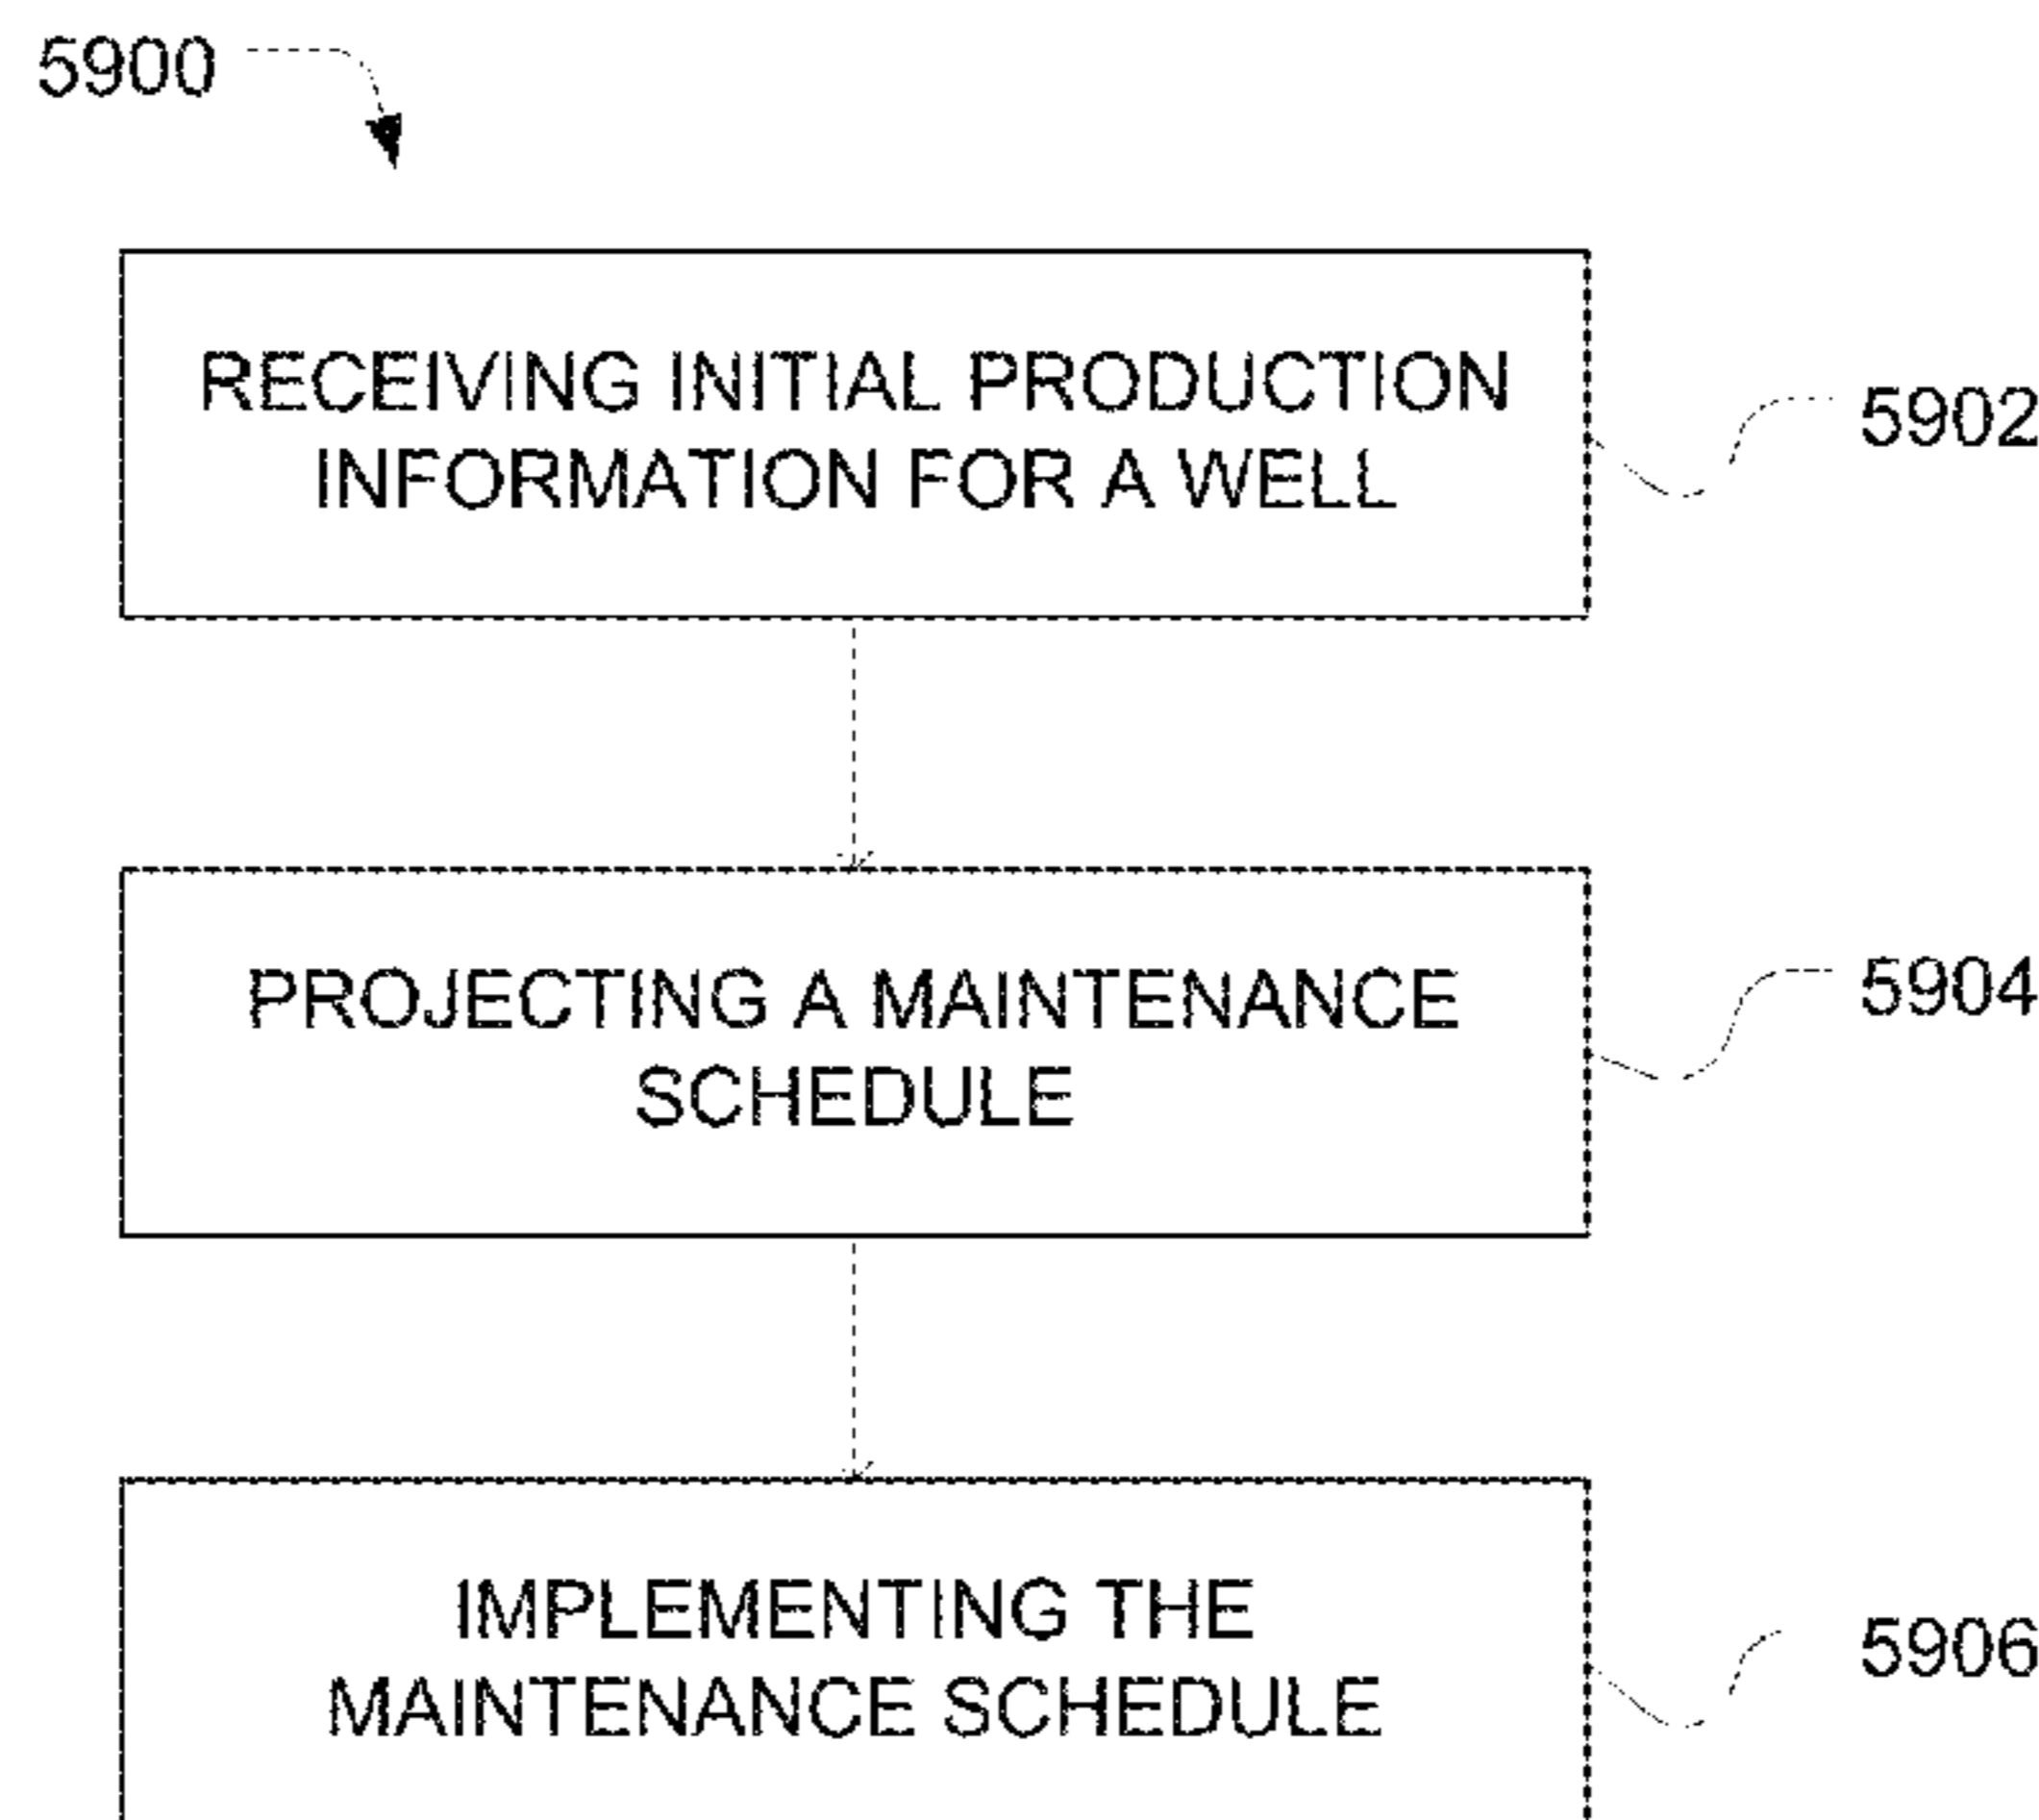 5900
RECEIVING INITIAL PRODUCTION
INFORMATION FOR A WELL
5902
PROJECTING A MAINTENANCE
SCHEDULE
5904
IMPLEMENTING THE
MAINTENANCE SCHEDULE
5906